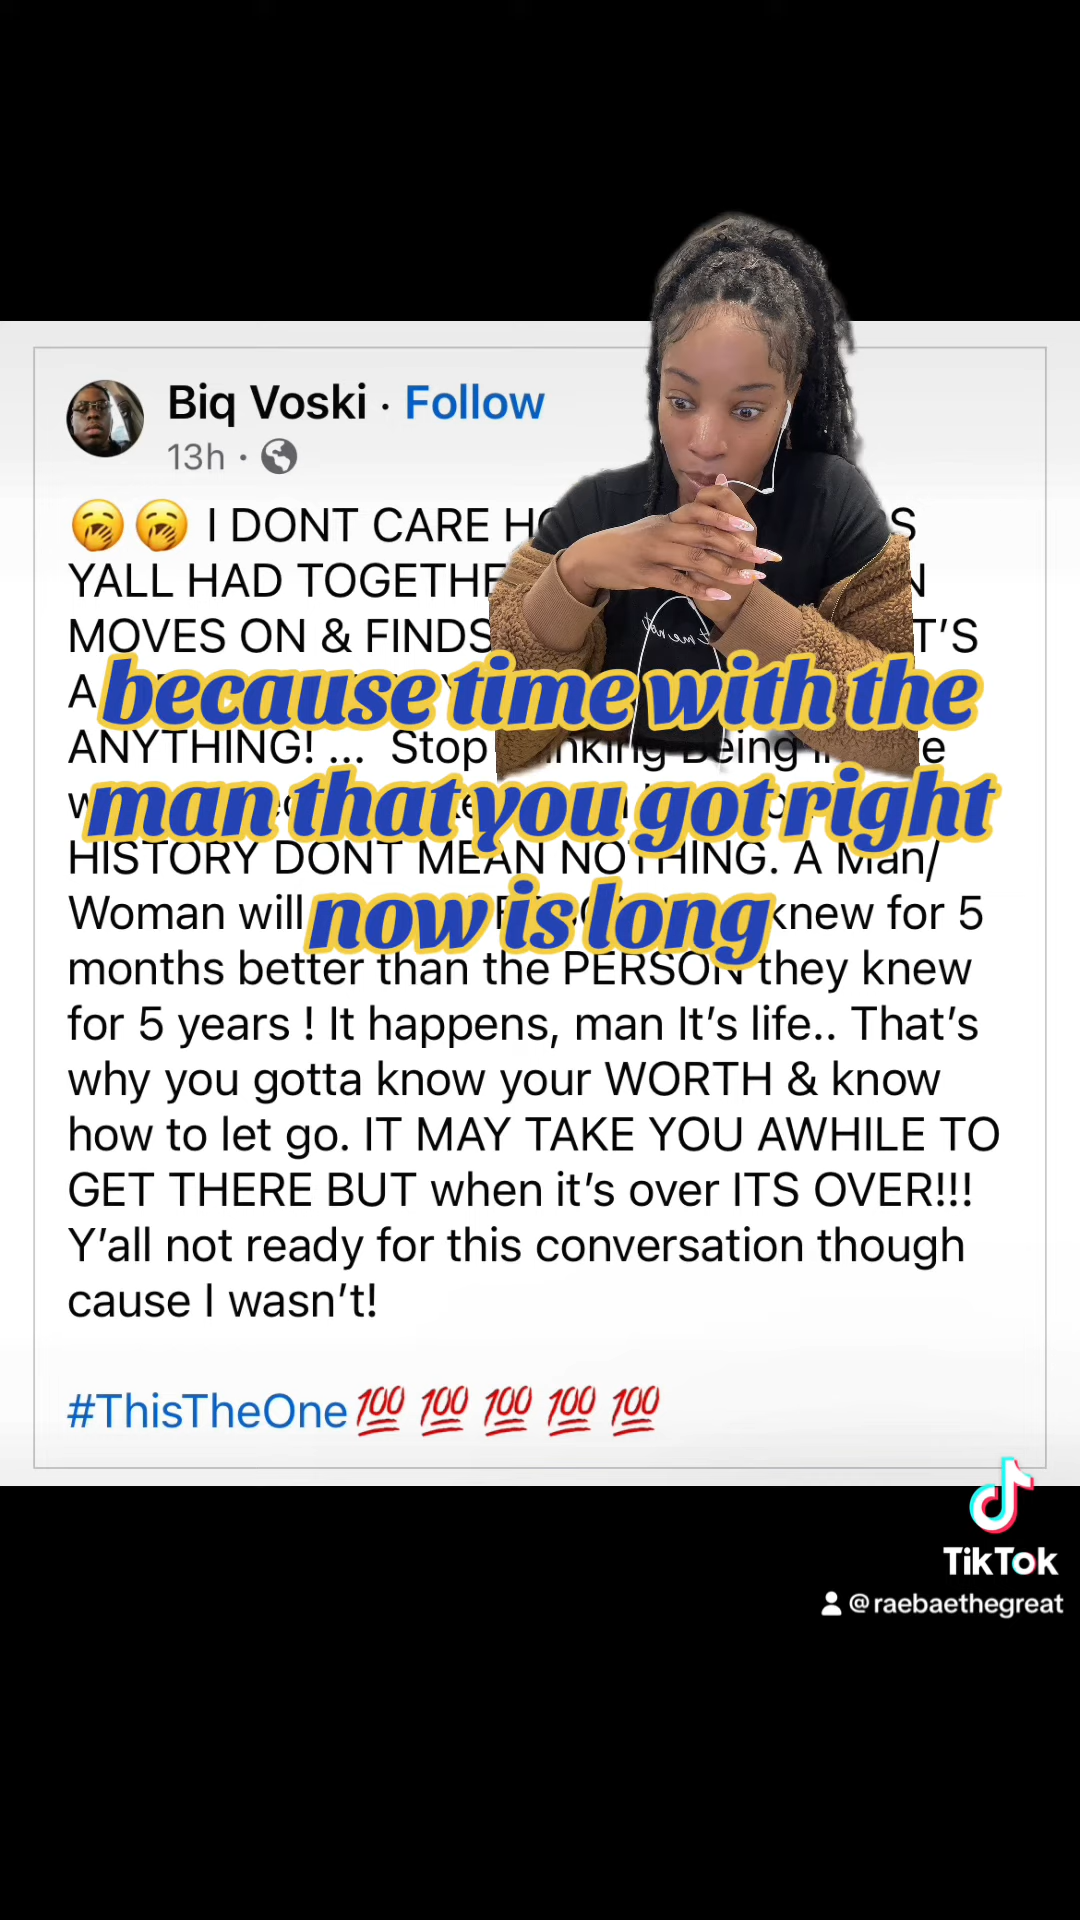 Biq Voski · Follow
13h ·
🥱🥱 I DONT CARE
YALL HAD
MOVES ON & FINDS
ANYTHING! ... Stop
because time with the
man that you got right
now is long
HISTORY DONT MEAN NOTHING. A Man/
Woman will knew for 5
months better than the PERSON they knew
for 5 years ! It happens, man It’s life.. That’s
why you gotta know your WORTH & know
how to let go. IT MAY TAKE YOU AWHILE TO
GET THERE BUT when it’s over ITS OVER!!!
Y’all not ready for this conversation though
cause I wasn’t!
#ThisTheOne💯💯💯💯💯
TikTok
@raebaethegreat